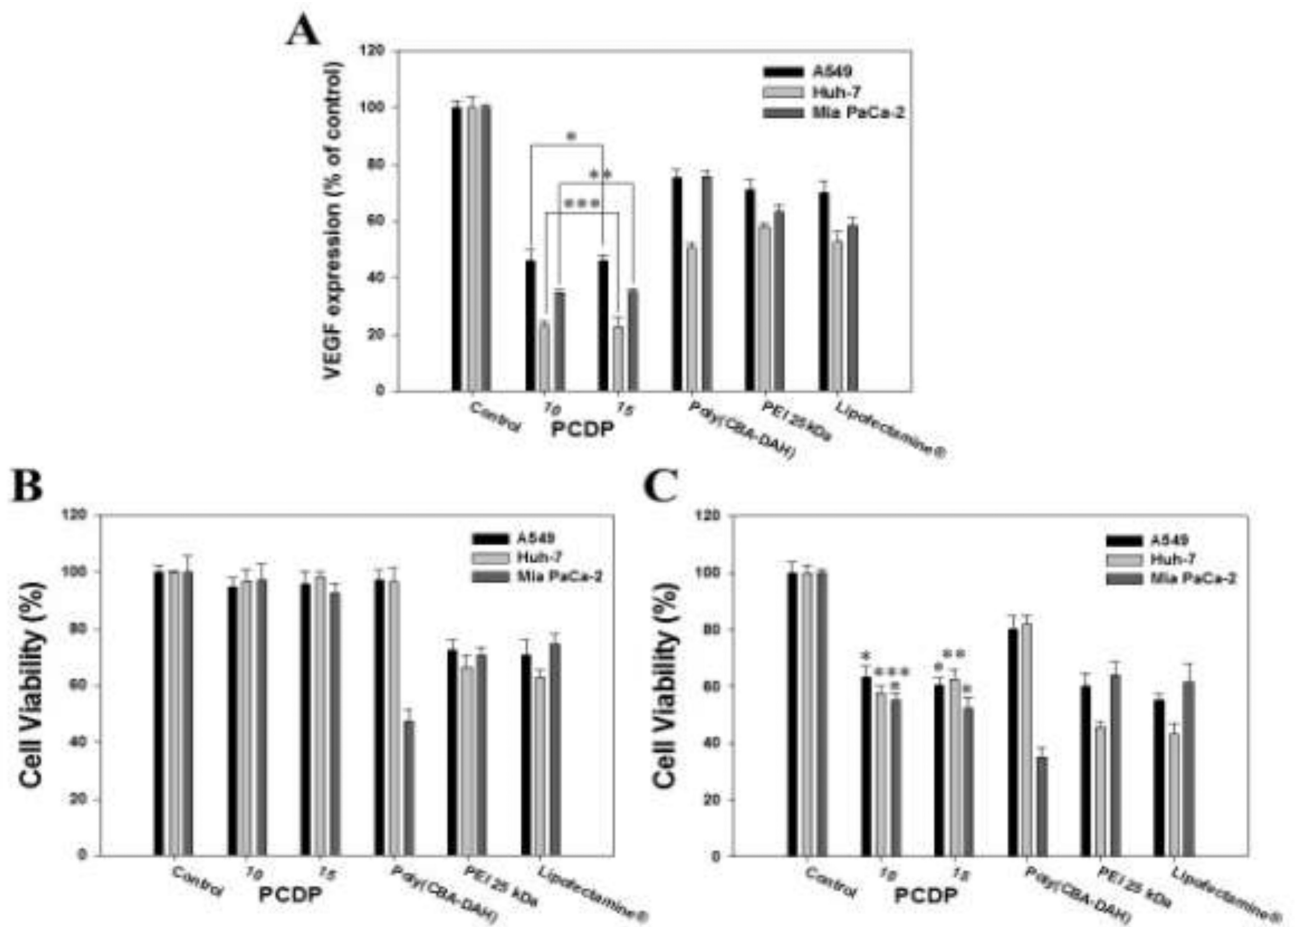 A
VEGF expression (% of control)
120
100
80
60
40
20
0
A549
Huh-7
Mia PaCa-2
*
**
***
Control
10
15
PCDP
Poly(CBA-DAH)
PEI 25kDa
Lipofectamine®
B
Cell Viability (%)
120
100
80
60
40
20
0
A549
Huh-7
Mia PaCa-2
Control
10
15
PCDP
Poly(CBA-DAH)
PEI 25 kDa
Lipofectamine®
C
Cell Viability (%)
120
100
80
60
40
20
0
A549
Huh-7
Mia PaCa-2
*
***
*
*
**
*
Control
10
15
PCDP
Poly(CBA-DAH)
PEI 25 kDa
Lipofectamine®